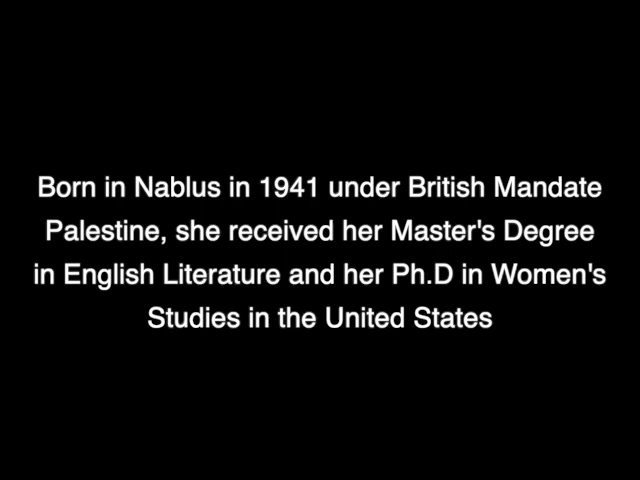 Born in Nablus in 1941 under British Mandate
Palestine, she received her Master's Degree
in English Literature and her Ph.D in Women's
Studies in the United States